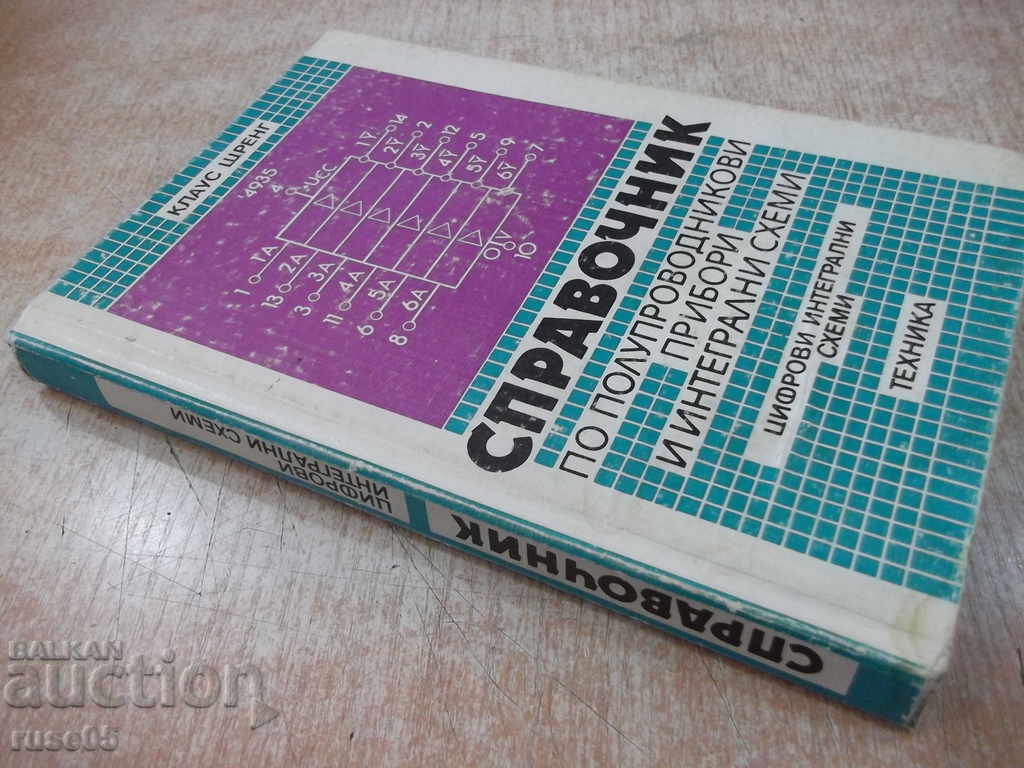 КЛАУС ШРЕНГ
4935
4
+UCC
1Y 14
2Y 2
3Y 12
4Y 5
5Y 9
6Y 7
1 1A
13 2A
3 3A
11 4A
6 5A
8 6A
0V
10
СПРАВОЧНИК
ПО ПОЛУПРОВОДНИКОВИ
ПРИБОРИ
И ИНТЕГРАЛНИ СХЕМИ
ЦИФРОВИ ИНТЕГРАЛНИ
СХЕМИ
ТЕХНИКА
СПРАВОЧНИК
ЦИФРОВИ
ИНТЕГРАЛНИ СХЕМИ
BALKAN
auction
ruse05